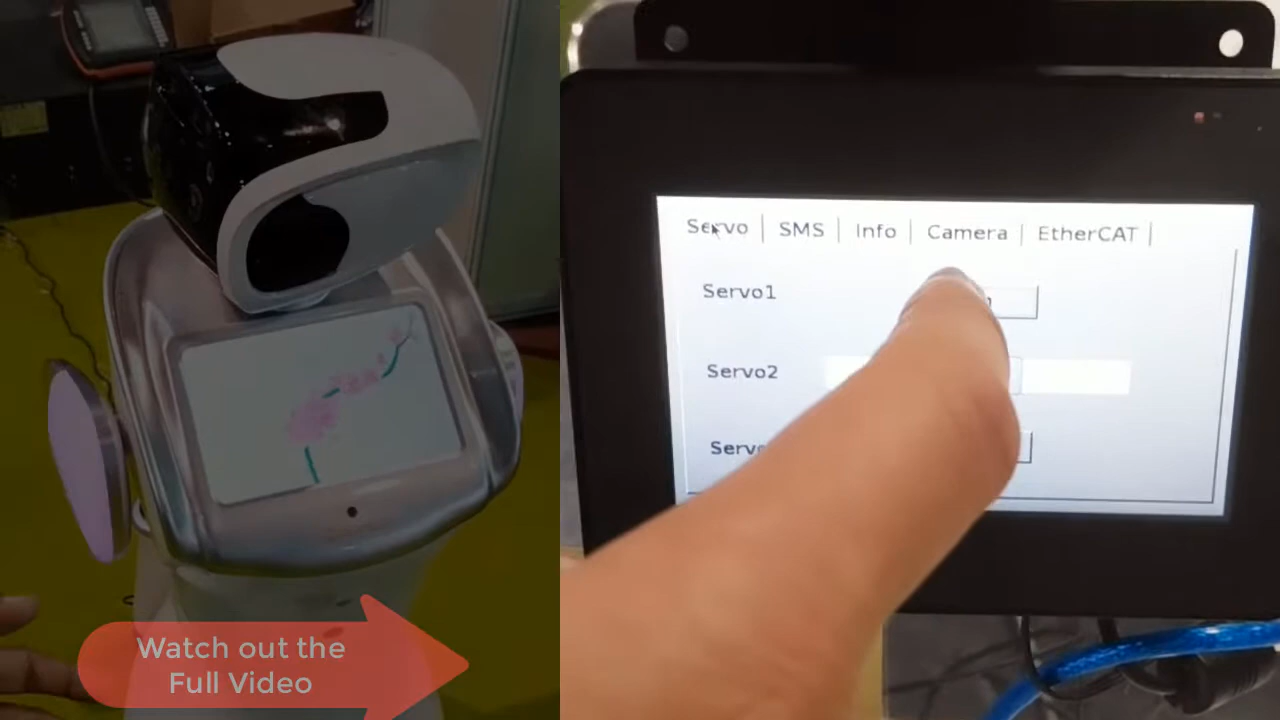 Servo | SMS | Info | Camera | EtherCAT |
Servo1
Servo2
Watch out the
Full Video